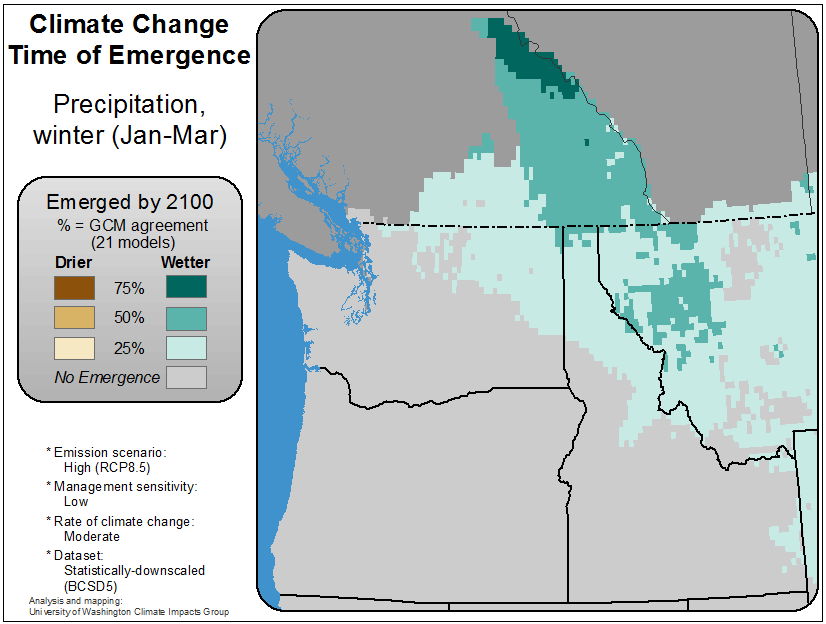 Climate Change
Time of Emergence
Precipitation,
winter (Jan-Mar)
Emerged by 2100
% = GCM agreement
(21 models)
Drier Wetter
75%
50%
25%
No Emergence
* Emission scenario:
High (RCP8.5)
* Management sensitivity:
Low
* Rate of climate change:
Moderate
* Dataset:
Statistically-downscaled
(BCSD5)
Analysis and mapping:
University of Washington Climate Impacts Group